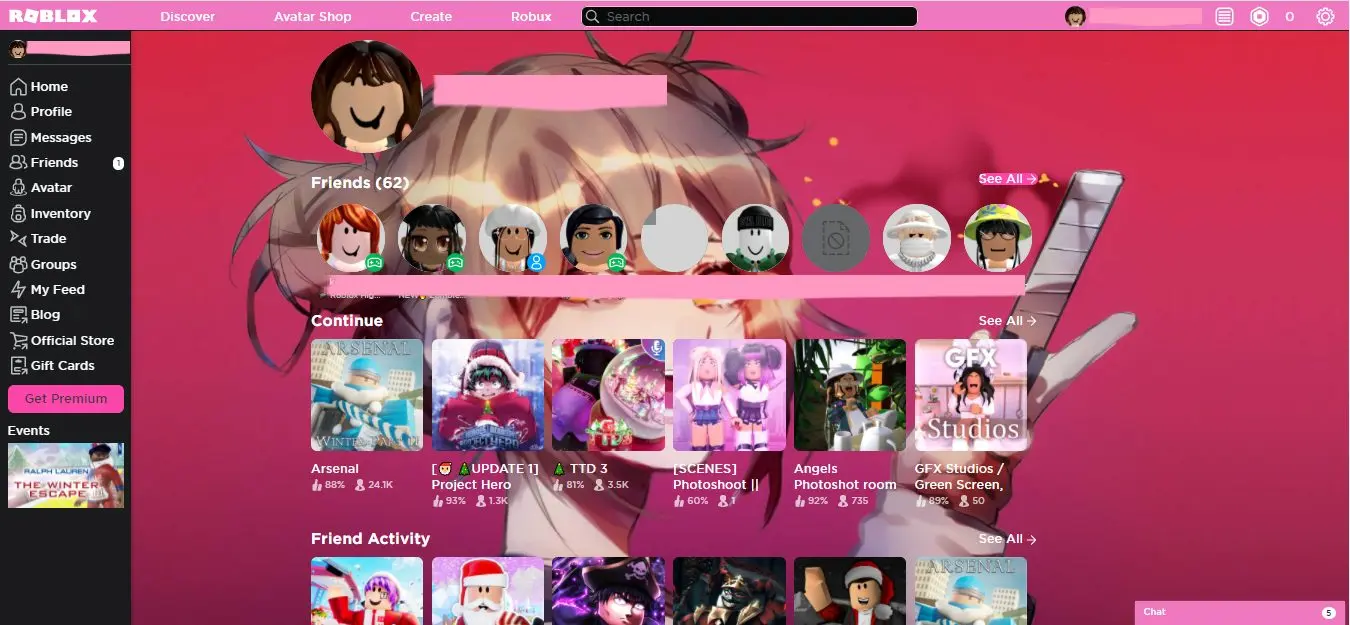 ROBLOX Discover Avatar Shop Create Robux Search 0
Home
Profile
Messages
Friends 1
Avatar
Inventory
Trade
Groups
My Feed
Blog
Official Store
Gift Cards
Get Premium
Events
RALPH LAUREN
THE WINTER
ESCAPE
Friends (62) See All →
Continue See All →
ARSENAL
GFX
Studios
Arsenal
88% 24.1K
[🎅 🎄UPDATE 1]
Project Hero
93% 1.3K
🎄 TTD 3
81% 3.5K
[SCENES]
Photoshoot ||
60% 1
Angels
Photoshot room
92% 735
GFX Studios /
Green Screen,
89% 50
Friend Activity See All →
ARSENAL
Chat 5